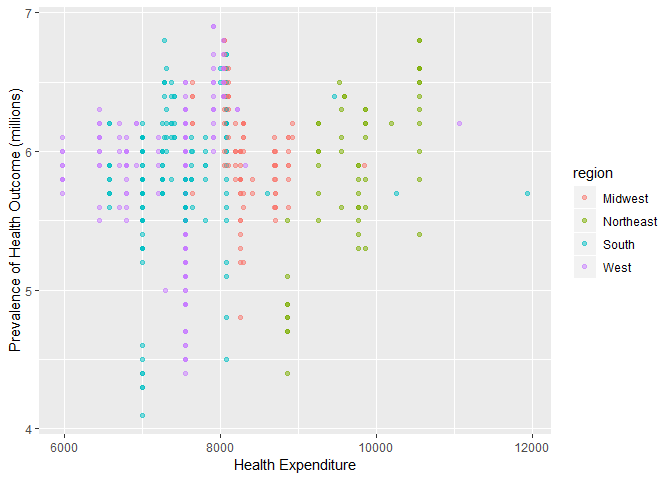 7
6
5
4
Prevalence of Health Outcome (millions)
6000 8000 10000 12000
Health Expenditure
region
Midwest
Northeast
South
West